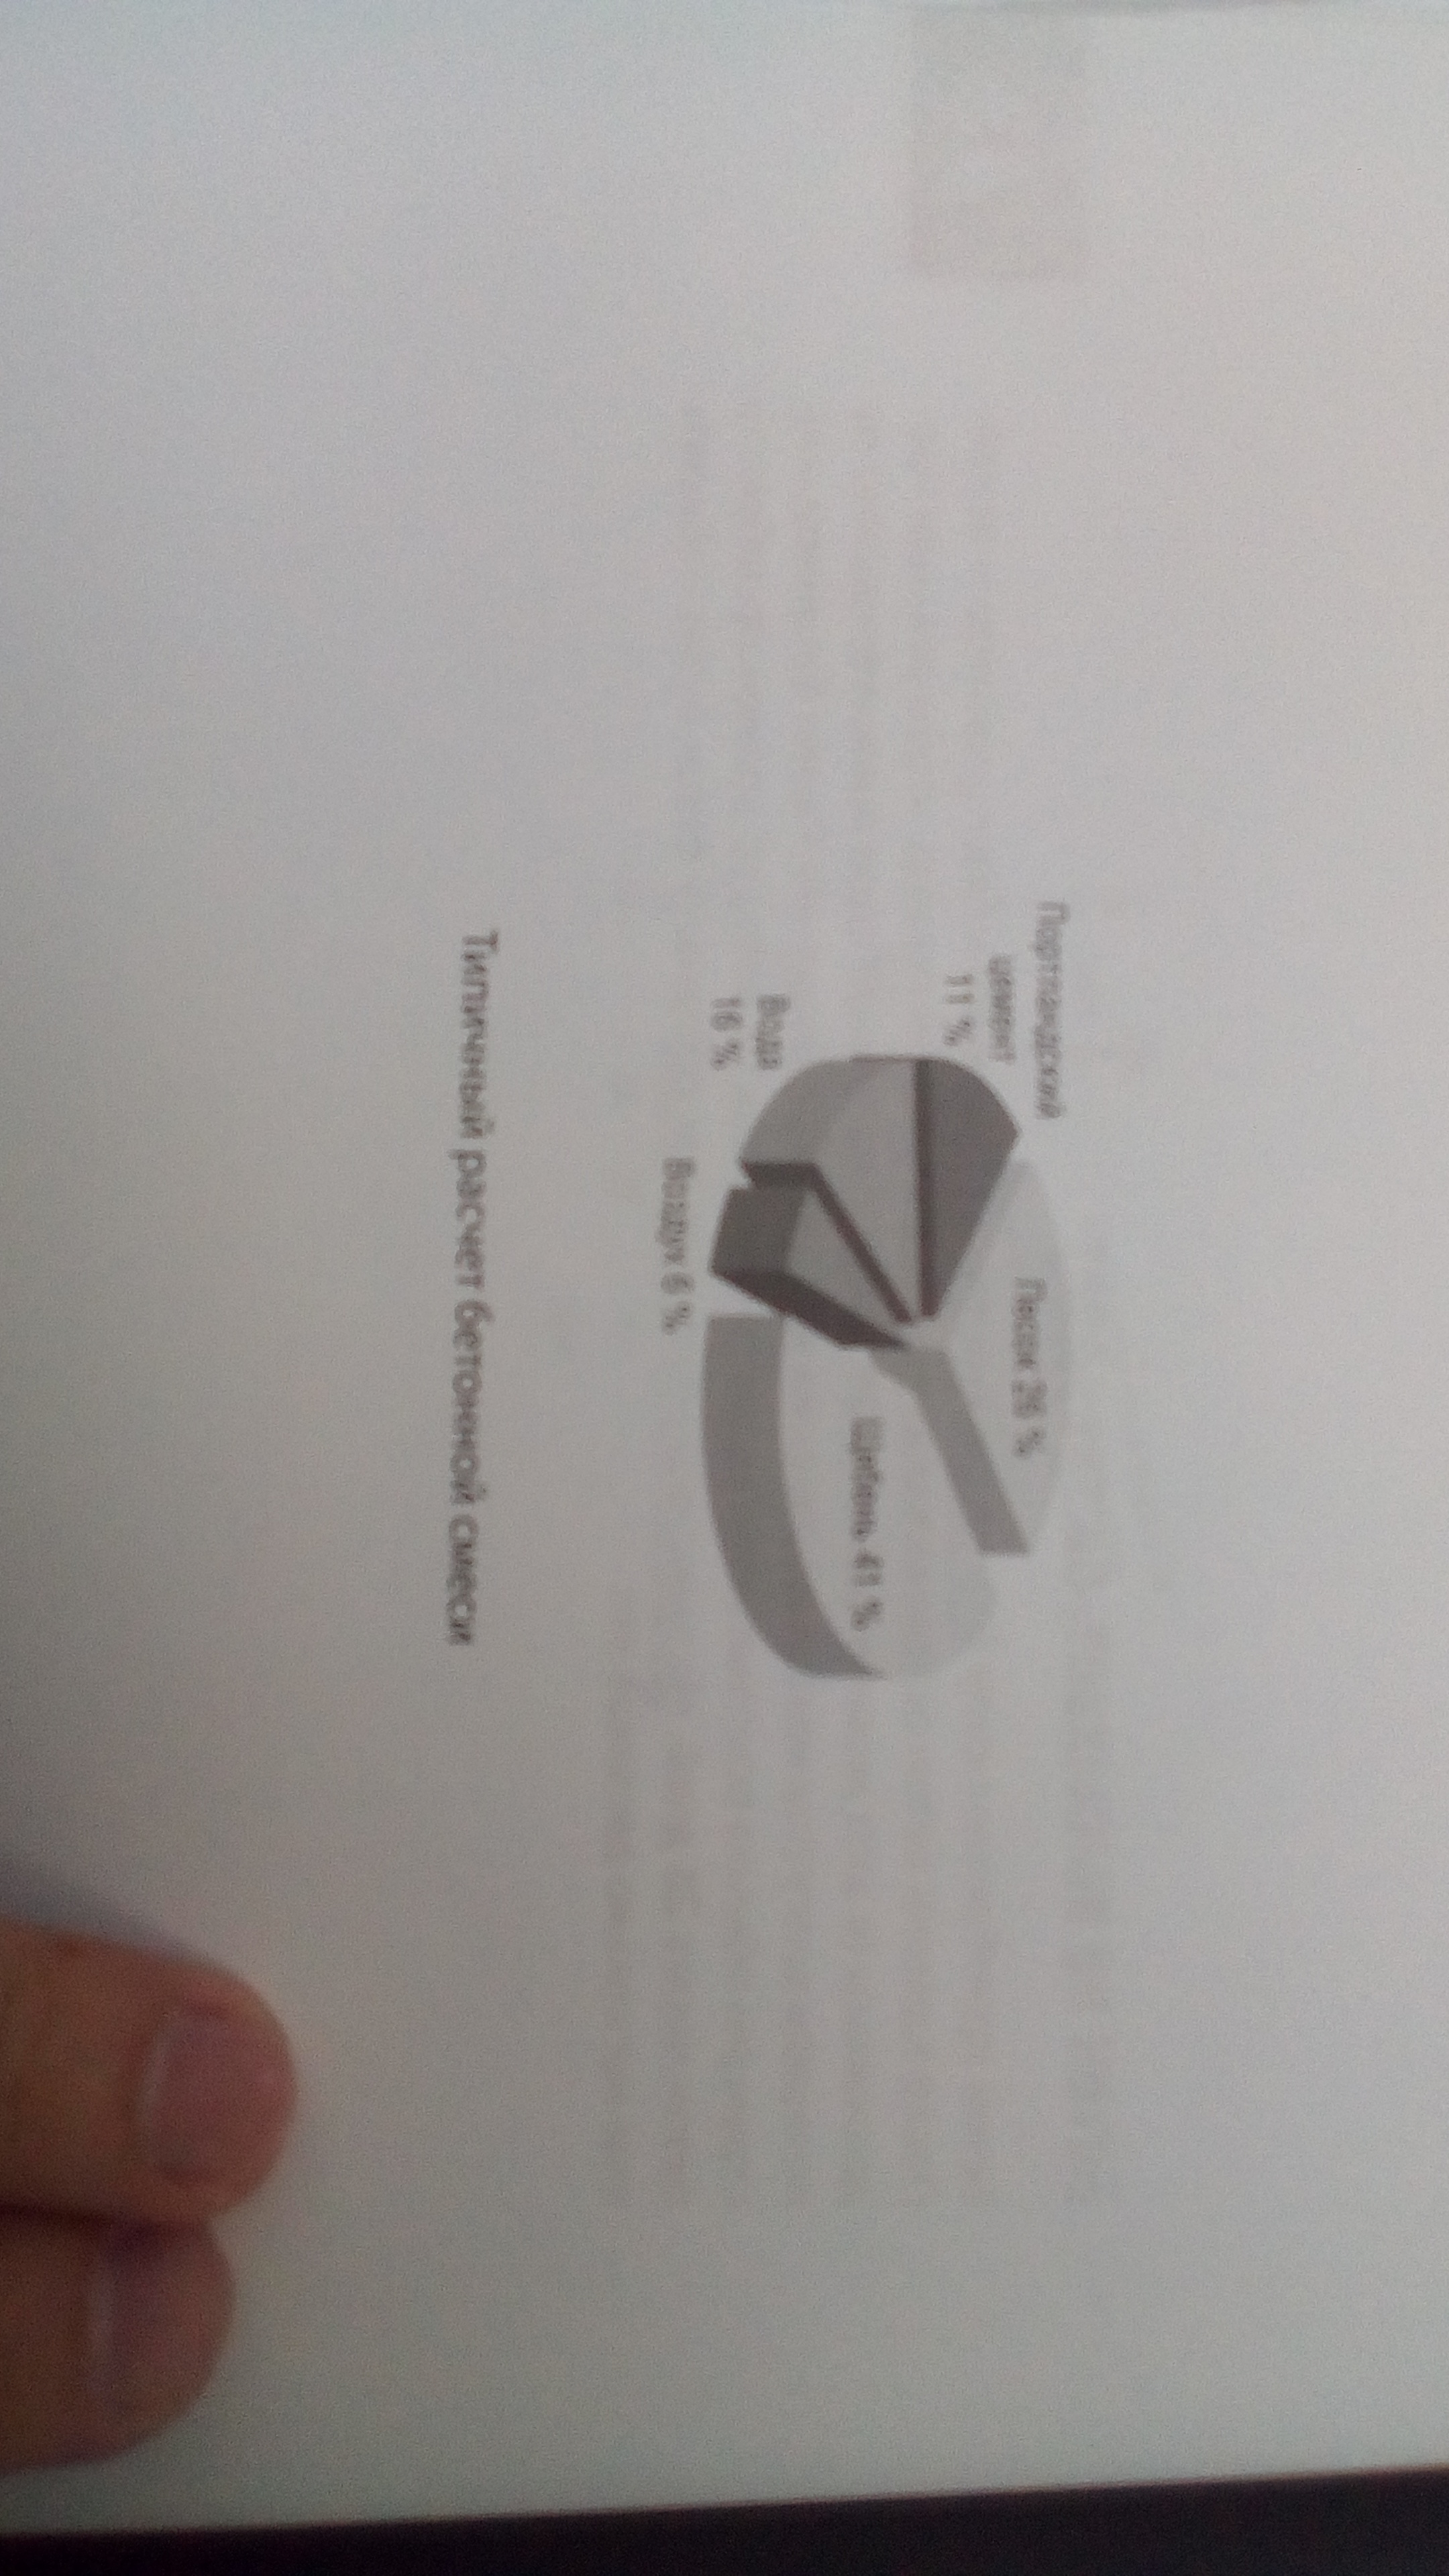 Портландский
цемент
11 %
Песок 26 %
Щебень 41 %
Вода
16 %
Воздух 6 %
Типичный расчет бетонной смеси